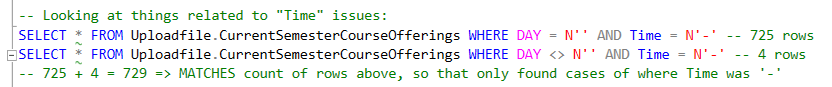 -- Looking at things related to "Time" issues:
SELECT * FROM Uploadfile.CurrentSemesterCourseOfferings WHERE DAY = N'' AND Time = N'-' -- 725 rows
SELECT * FROM Uploadfile.CurrentSemesterCourseOfferings WHERE DAY <> N'' AND Time = N'-' -- 4 rows
-- 725 + 4 = 729 => MATCHES count of rows above, so that only found cases of where Time was '-'